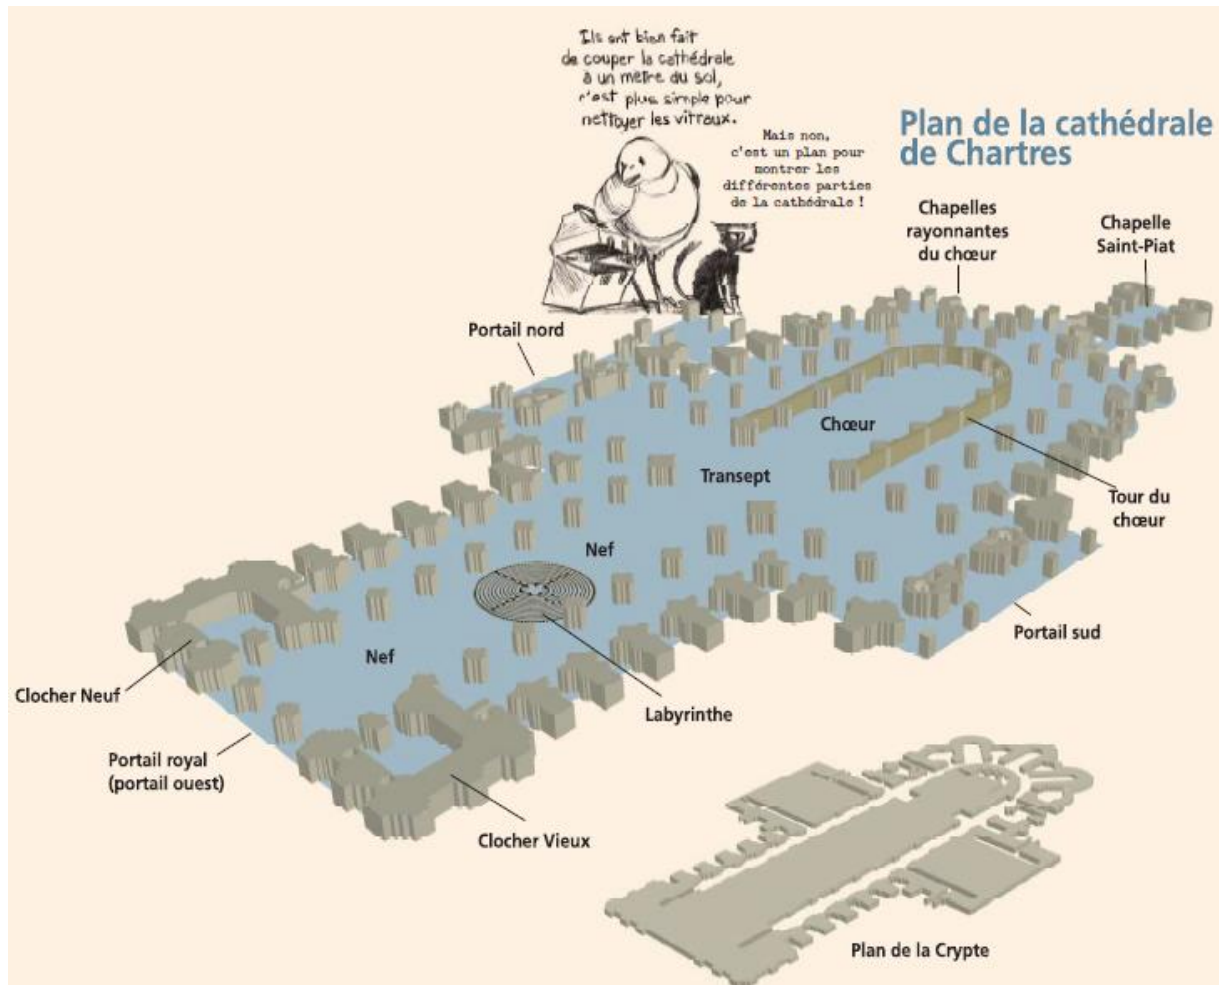 Ils ont bien fait
de couper la cathédrale
à un mètre du sol,
c'est plus simple pour
nettoyer les vitraux.
Mais non,
c'est un plan pour
montrer les
différentes parties
de la cathédrale !
Plan de la cathédrale
de Chartres
Chapelles
rayonnantes
du chœur
Chapelle
Saint-Piat
Portail nord
Chœur
Transept
Tour du
chœur
Nef
Portail sud
Nef
Clocher Neuf
Labyrinthe
Portail royal
(portail ouest)
Clocher Vieux
Plan de la Crypte